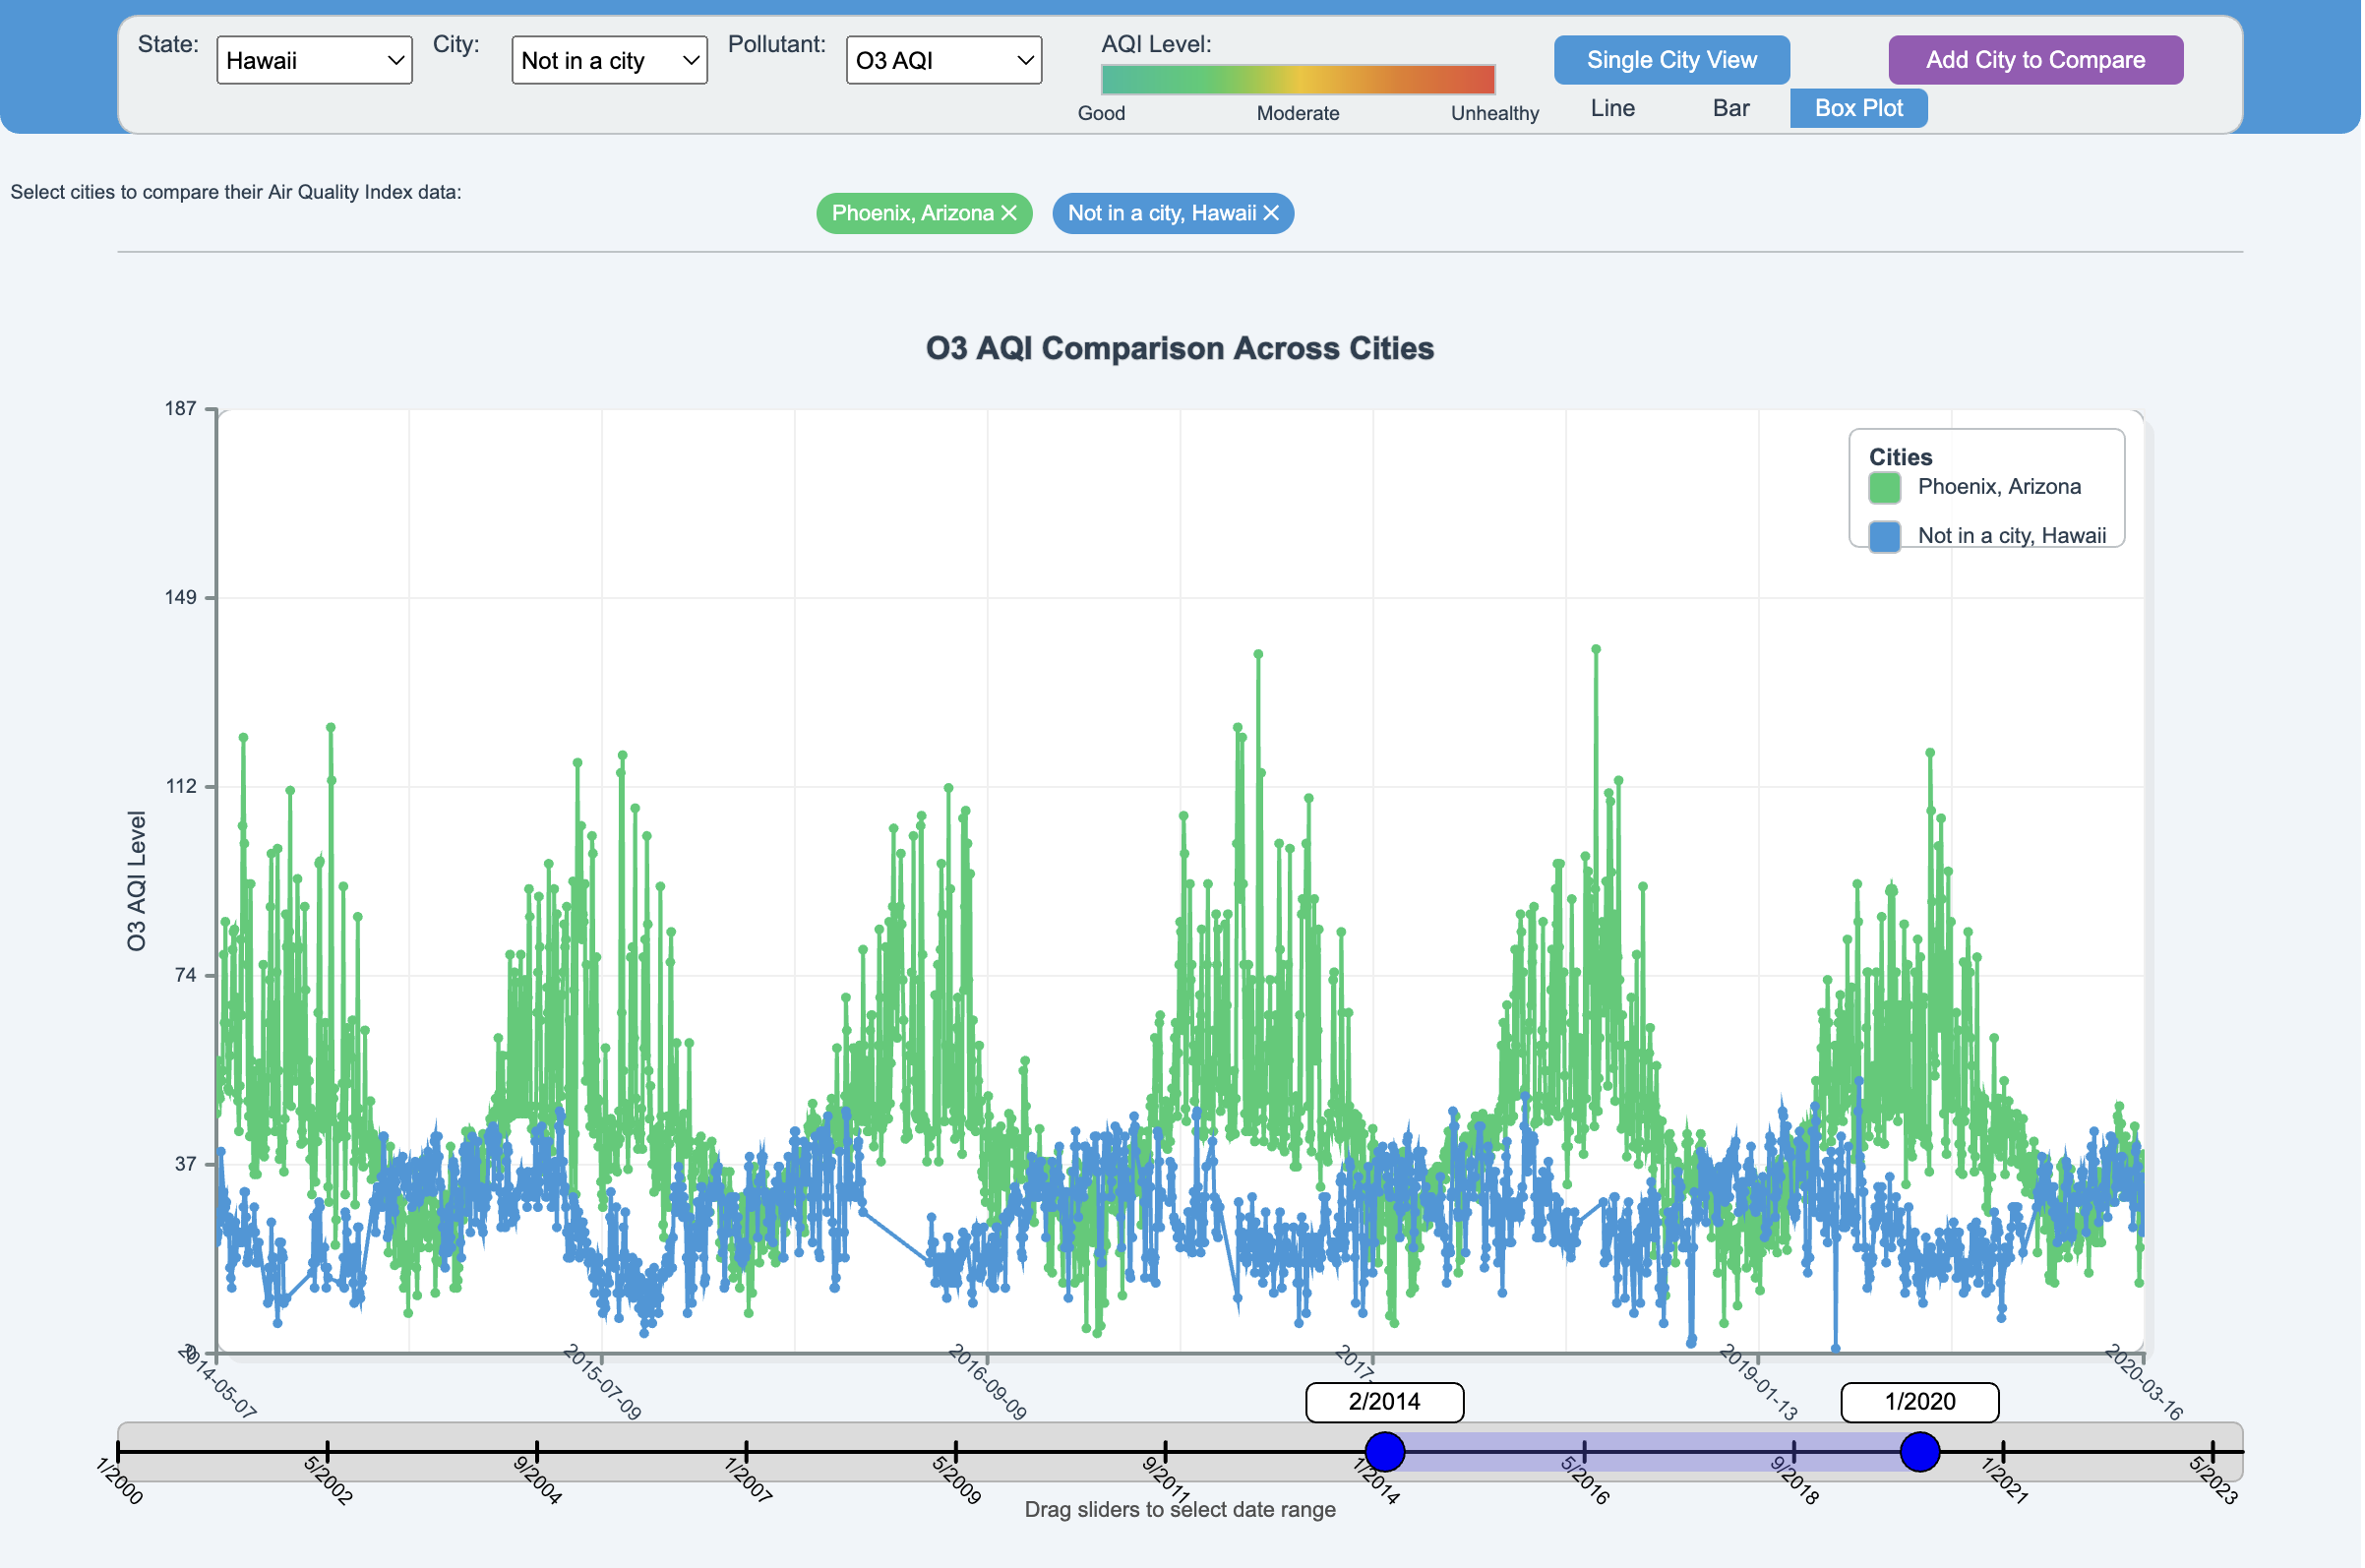 State: Hawaii City: Not in a city Pollutant: O3 AQI AQI Level: Single City View Add City to Compare
Good Moderate Unhealthy Line Bar Box Plot
Select cities to compare their Air Quality Index data:
Phoenix, Arizona × Not in a city, Hawaii ×
O3 AQI Comparison Across Cities
187
149
112
74
37
0
O3 AQI Level
Cities
Phoenix, Arizona
Not in a city, Hawaii
2014-05-07 2015-07-09 2016-09-09 2017- 2019-01-13 2020-03-16
2/2014 1/2020
1/2000 5/2002 9/2004 1/2007 5/2009 9/2011 1/2014 5/2016 9/2018 1/2021 5/2023
Drag sliders to select date range